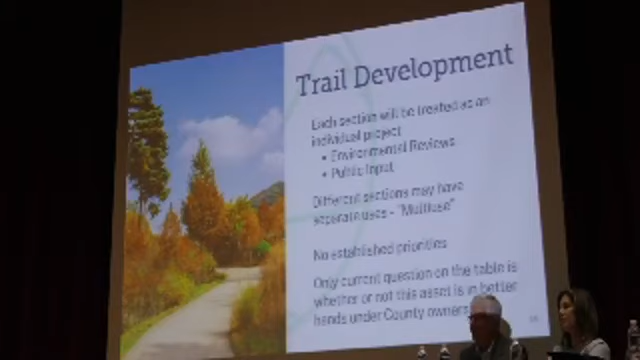 Trail Development
Each section will be treated as an
individual project
• Environmental Reviews
• Public Input
Different sections may have
separate uses - "Multiuse"
No established priorities
Only current question on the table is
whether or not this asset is in better
hands under County owners